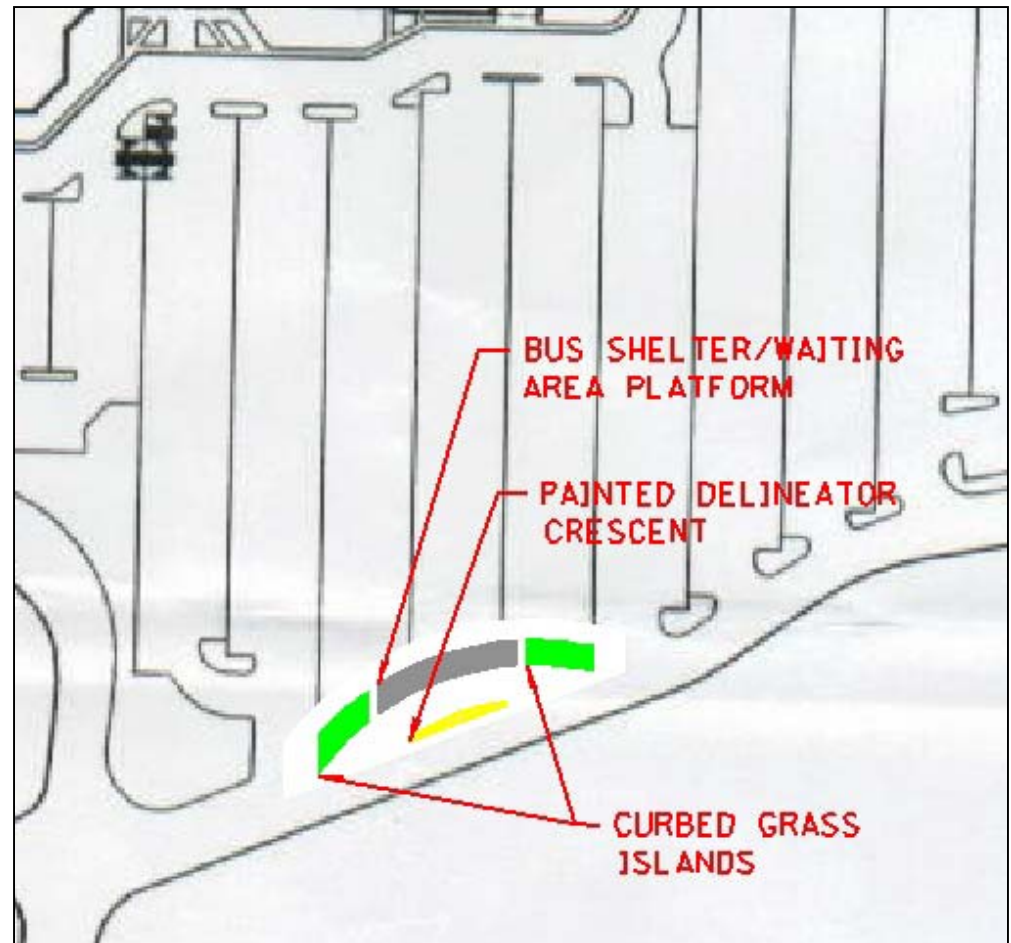 BUS SHELTER/WAITING
AREA PLATFORM
PAINTED DELINEATOR
CRESCENT
CURBED GRASS
ISLANDS